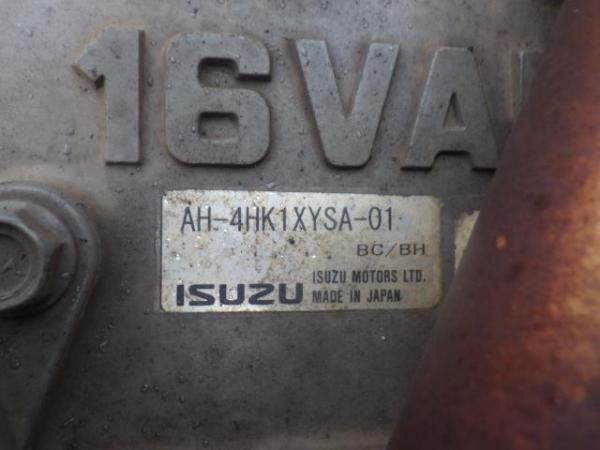 16VA
AH-4HK1XYSA-01
BC/BH
ISUZU
ISUZU MOTORS LTD.
MADE IN JAPAN